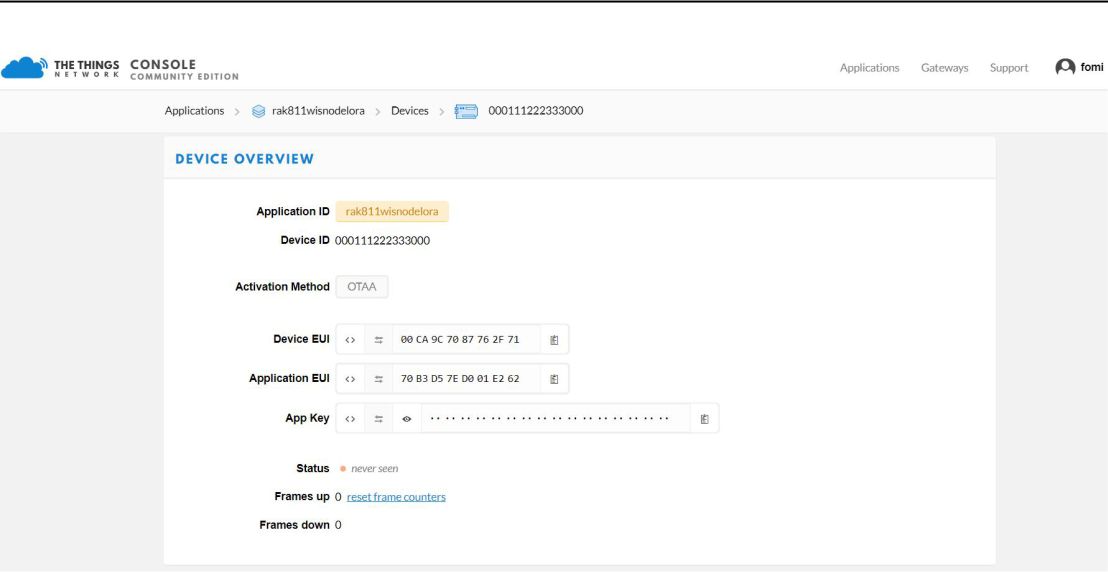 THE THINGS NETWORK CONSOLE COMMUNITY EDITION
Applications Gateways Support fomi
Applications > rak811wisnodelora > Devices > 000111222333000
DEVICE OVERVIEW
Application ID rak811wisnodelora
Device ID 000111222333000
Activation Method OTAA
Device EUI <> 00 CA 9C 70 87 76 2F 71
Application EUI <> 70 B3 D5 7E D0 01 E2 62
App Key <> ·· ·· ·· ·· ·· ·· ·· ·· ·· ·· ·· ·· ·· ·· ·· ··
Status never seen
Frames up 0 reset frame counters
Frames down 0